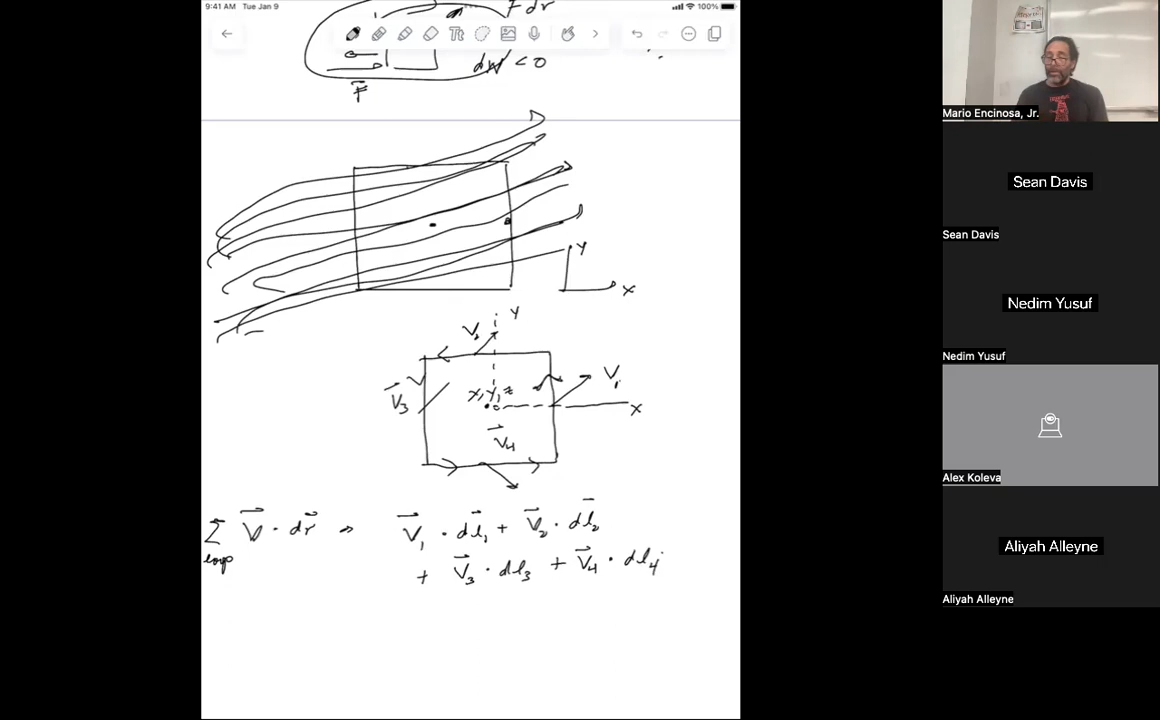 9:41 AM Tue Jan 9
100%
F dr
dW < 0
F
Y
X
Y
V₂
V₁
V₃
x, y, z
X
V₄
Σ V · dr ⇒ V₁ · dl₁ + V₂ · dl₂
loop
+ V₃ · dl₃ + V₄ · dl₄
Mario Encinosa, Jr.
Sean Davis
Sean Davis
Nedim Yusuf
Nedim Yusuf
Alex Koleva
Aliyah Alleyne
Aliyah Alleyne